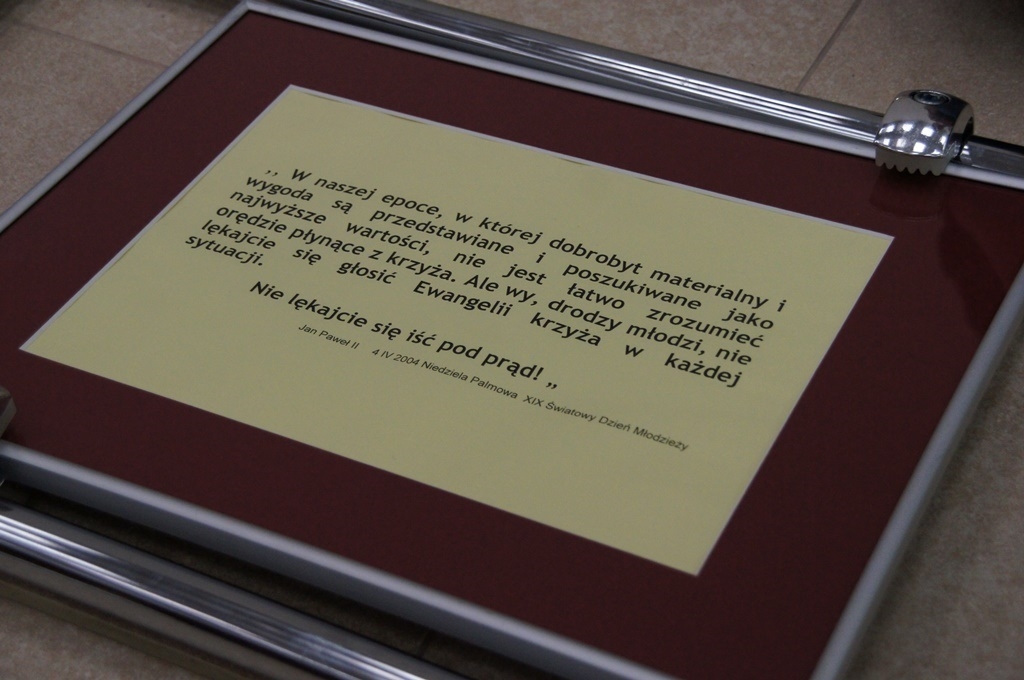 ,, W naszej epoce, w której dobrobyt materialny i
wygoda są przedstawiane i poszukiwane jako
najwyższe wartości, nie jest łatwo zrozumieć
orędzie płynące z krzyża. Ale wy, drodzy młodzi, nie
lękajcie się głosić Ewangelii krzyża w każdej
sytuacji.
Nie lękajcie się iść pod prąd! „
Jan Paweł II 4 IV 2004 Niedziela Palmowa XIX Światowy Dzień Młodzieży